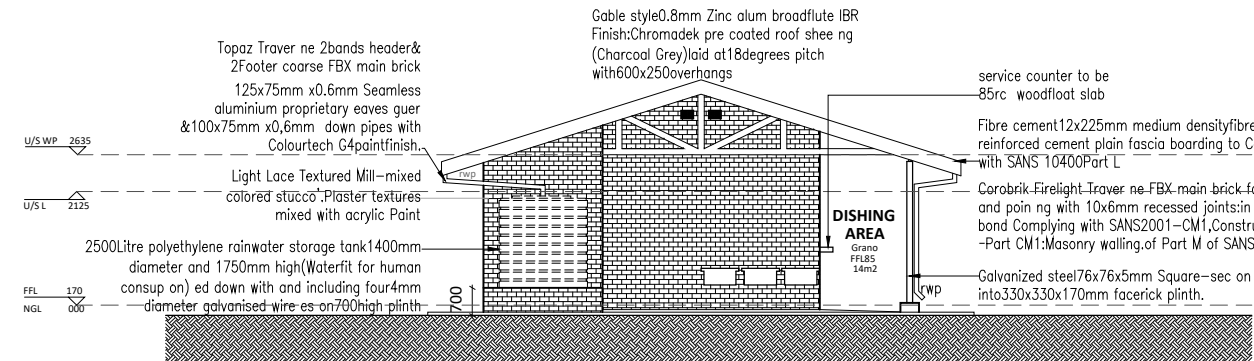 Gable style0.8mm Zinc alum broadflute IBR
Finish:Chromadek pre coated roof shee ng
(Charcoal Grey)laid at18degrees pitch
with600x250overhangs
Topaz Traver ne 2bands header&
2Footer coarse FBX main brick
125x75mm x0.6mm Seamless
aluminium proprietary eaves guer
&100x75mm x0,6mm down pipes with
Colourtech G4paintfinish.
Light Lace Textured Mill-mixed
colored stucco'.Plaster textures
mixed with acrylic Paint
2500Litre polyethylene rainwater storage tank1400mm
diameter and 1750mm high(Waterfit for human
consup on) ed down with and including four4mm
diameter galvanised wire es on700high plinth
U/S WP 2635
U/S L 2125
FFL 170
NGL 000
rwp
700
DISHING
AREA
Grano
FFL85
14m2
rwp
service counter to be
85rc woodfloat slab
Fibre cement12x225mm medium densityfibre
reinforced cement plain fascia boarding to C
with SANS 10400Part L
Corobrik Firelight Traver ne FBX main brick fa
and poin ng with 10x6mm recessed joints:in
bond Complying with SANS2001-CM1,Constru
-Part CM1:Masonry walling.of Part M of SANS
Galvanized steel76x76x5mm Square-sec on
into330x330x170mm facerick plinth.